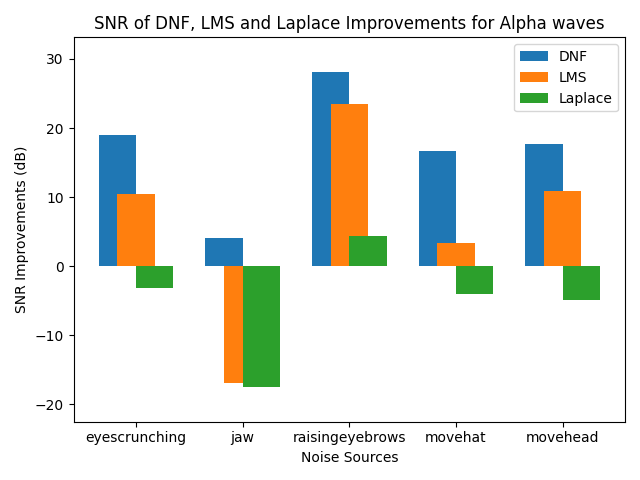 SNR of DNF, LMS and Laplace Improvements for Alpha waves
DNF
LMS
Laplace
SNR Improvements (dB)
30
20
10
0
−10
−20
eyescrunching jaw raisingeyebrows movehat movehead
Noise Sources